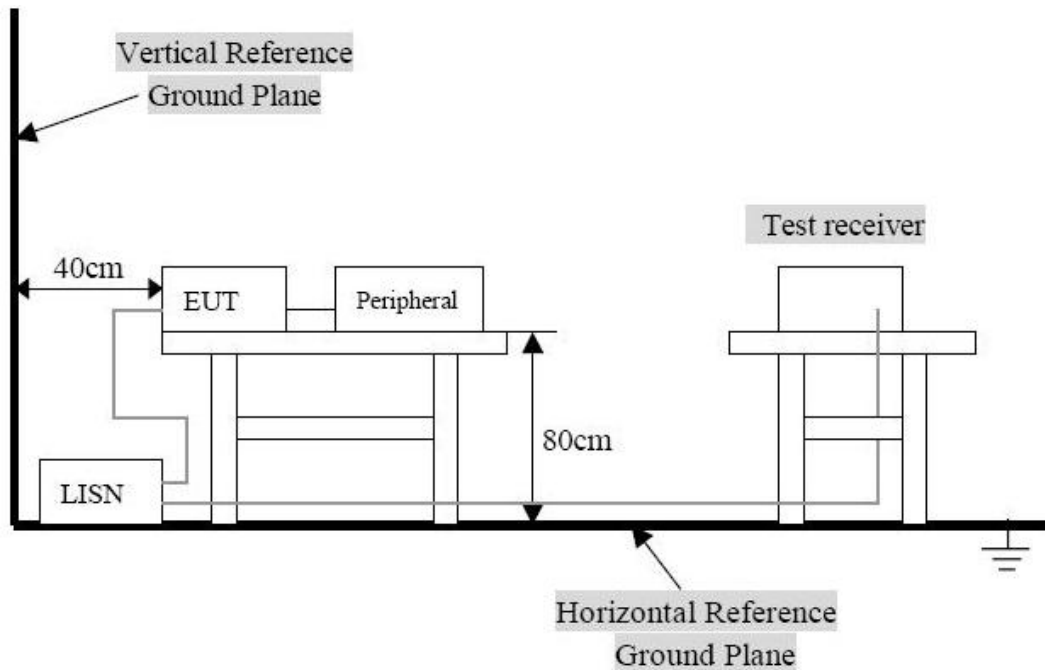 Vertical Reference
Ground Plane
Test receiver
40cm
EUT
Peripheral
80cm
LISN
Horizontal Reference
Ground Plane